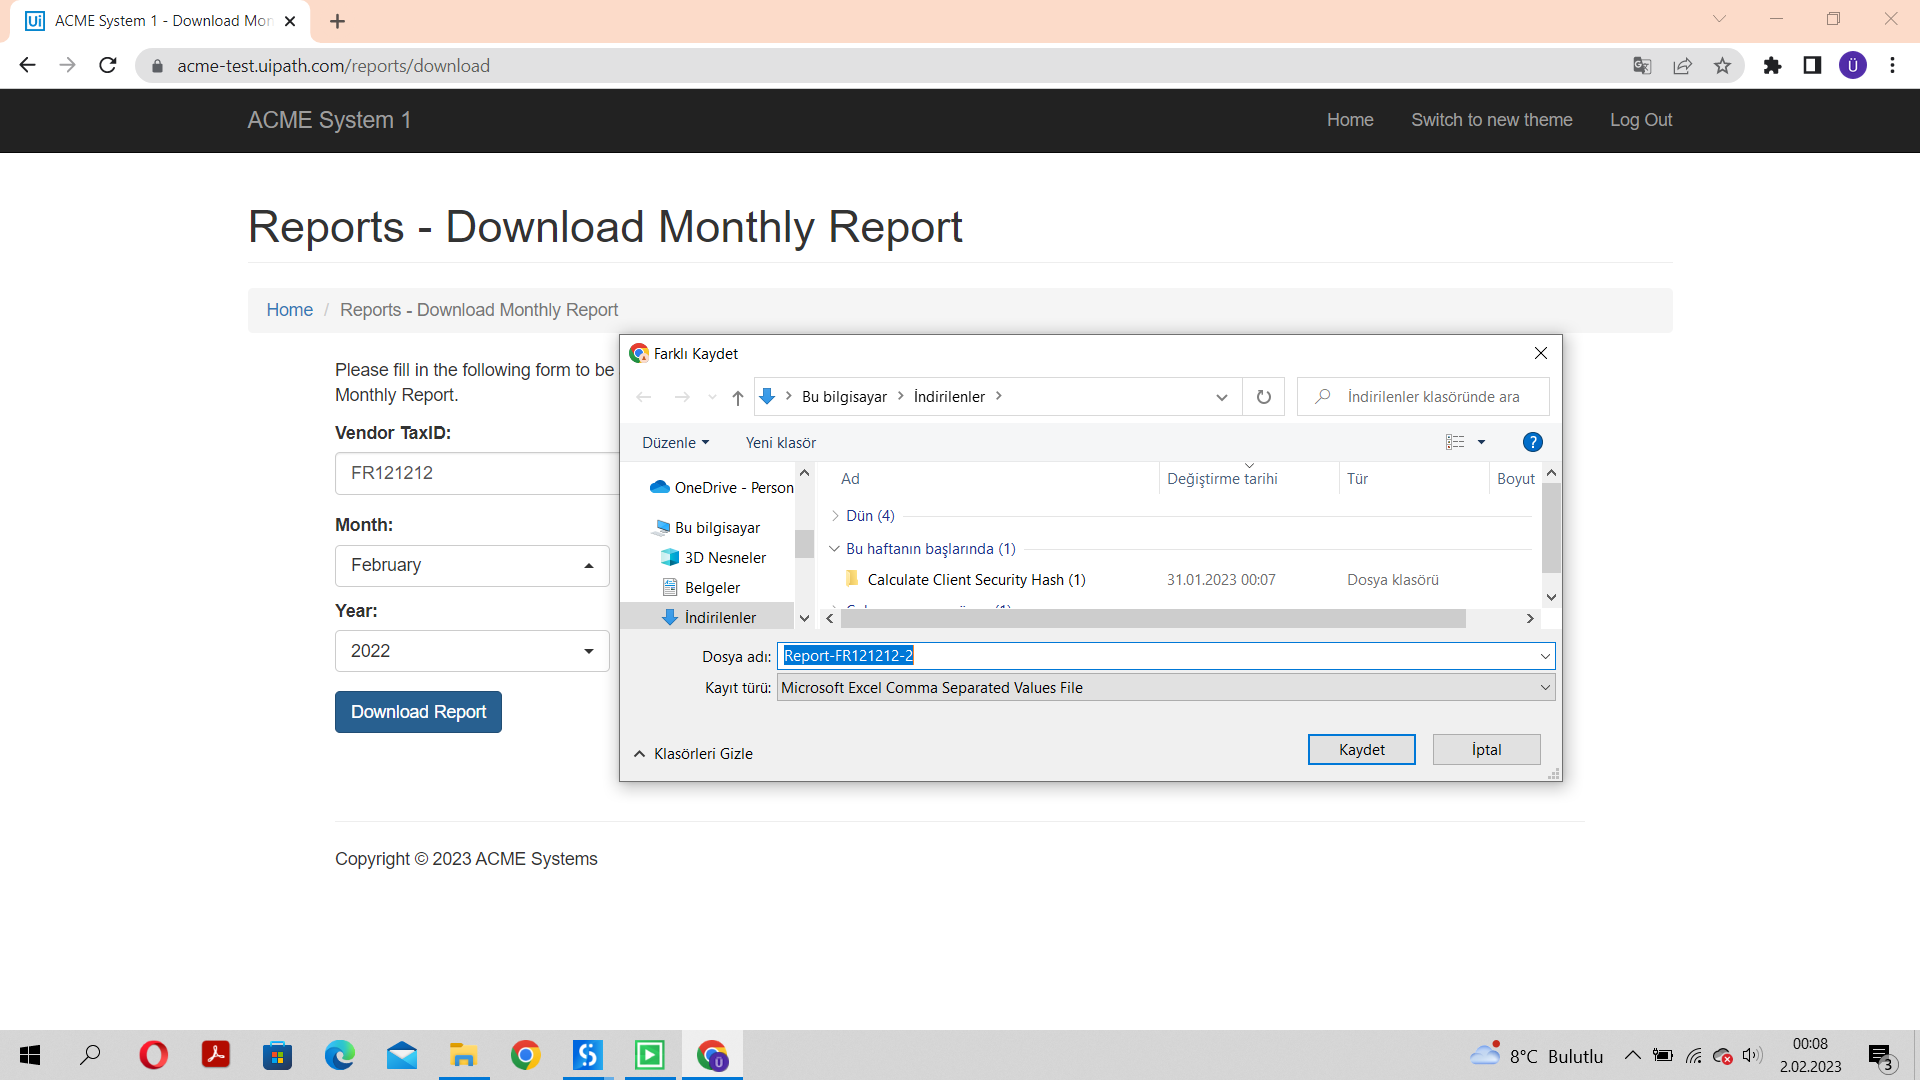 ACME System 1 - Download Mon
acme-test.uipath.com/reports/download
Ü
ACME System 1
Home
Switch to new theme
Log Out
Reports - Download Monthly Report
Home / Reports - Download Monthly Report
Please fill in the following form to be
Monthly Report.
Vendor TaxID:
FR121212
Month:
February
Year:
2022
Download Report
Farklı Kaydet
Bu bilgisayar > İndirilenler >
İndirilenler klasöründe ara
Düzenle
Yeni klasör
?
OneDrive - Person
Bu bilgisayar
3D Nesneler
Belgeler
İndirilenler
Ad
Değiştirme tarihi
Tür
Boyut
Dün (4)
Bu haftanın başlarında (1)
Calculate Client Security Hash (1)
31.01.2023 00:07
Dosya klasörü
Dosya adı:
Report-FR121212-2
Kayıt türü:
Microsoft Excel Comma Separated Values File
Klasörleri Gizle
Kaydet
İptal
Copyright © 2023 ACME Systems
8°C Bulutlu
00:08
2.02.2023
3